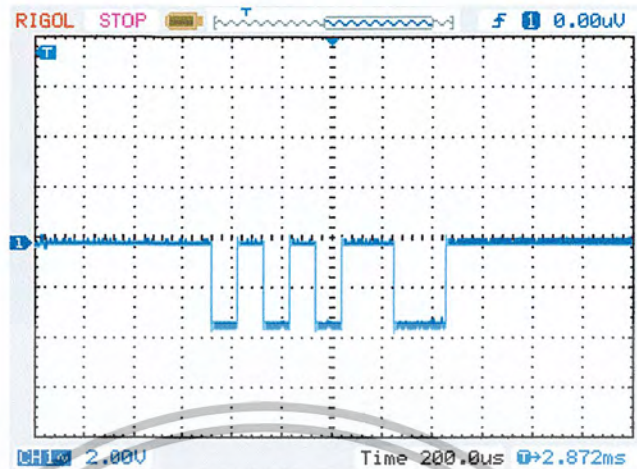 RIGOL STOP T f 1 0.00uV
T
1
CH1~ 2.00V Time 200.0us T→2.872ms